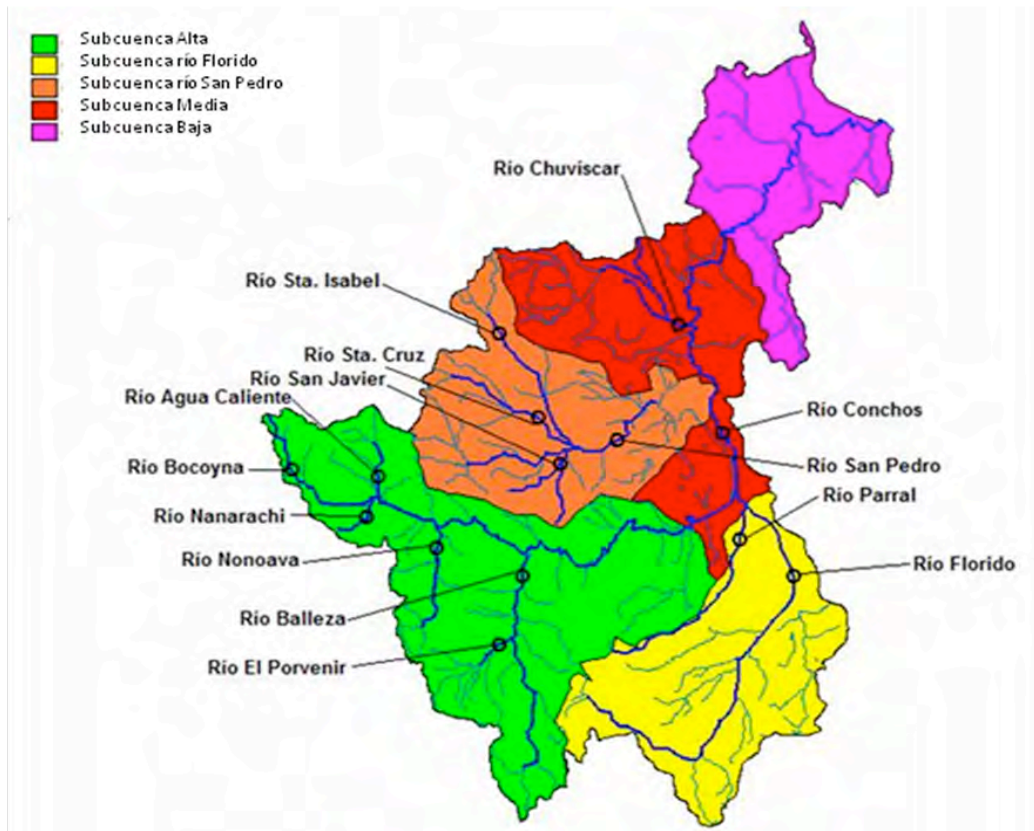 Subcuenca Alta
Subcuenca río Florido
Subcuenca río San Pedro
Subcuenca Media
Subcuenca Baja
Río Chuviscar
Río Sta. Isabel
Río Sta. Cruz
Río San Javier
Río Agua Caliente
Río Conchos
Río Bocoyna
Río San Pedro
Río Parral
Río Nanarachi
Río Nonoava
Río Florido
Río Balleza
Río El Porvenir